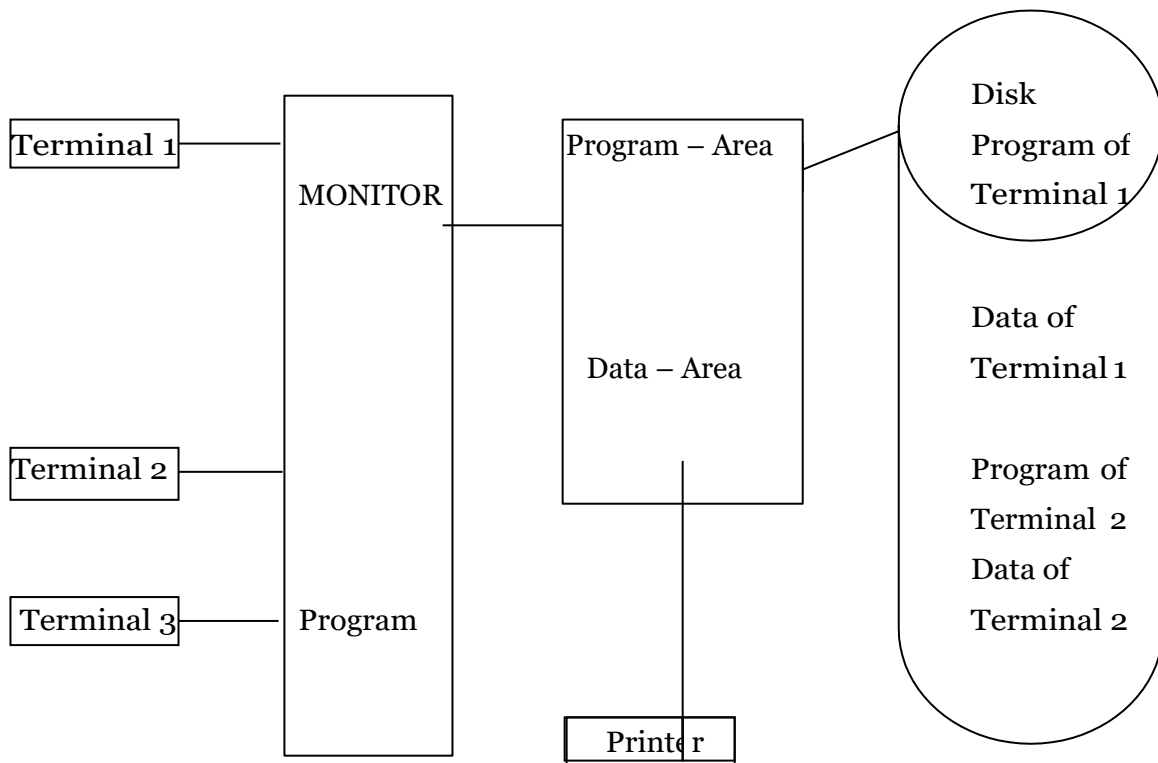 Terminal 1
MONITOR
Terminal 2
Terminal 3
Program
Program – Area
Data – Area
Printer
Disk
Program of
Terminal 1
Data of
Terminal 1
Program of
Terminal 2
Data of
Terminal 2